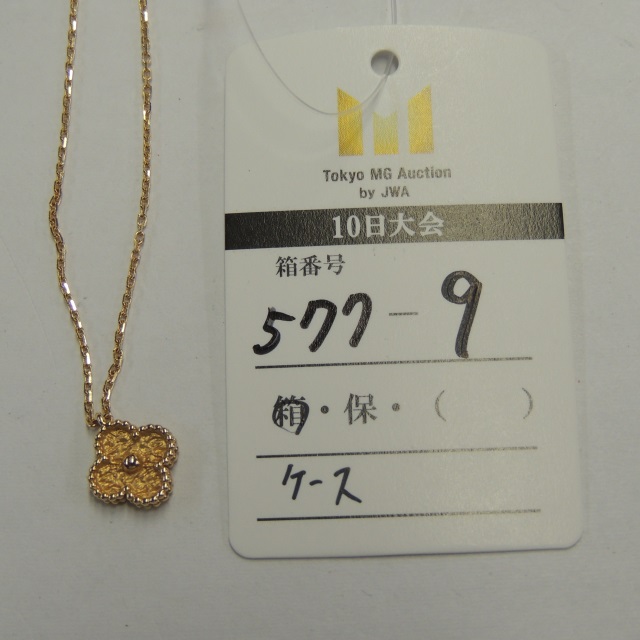 Tokyo MG Auction
by JWA
10日大会
箱番号
577-9
箱・保・（　　）
ケース